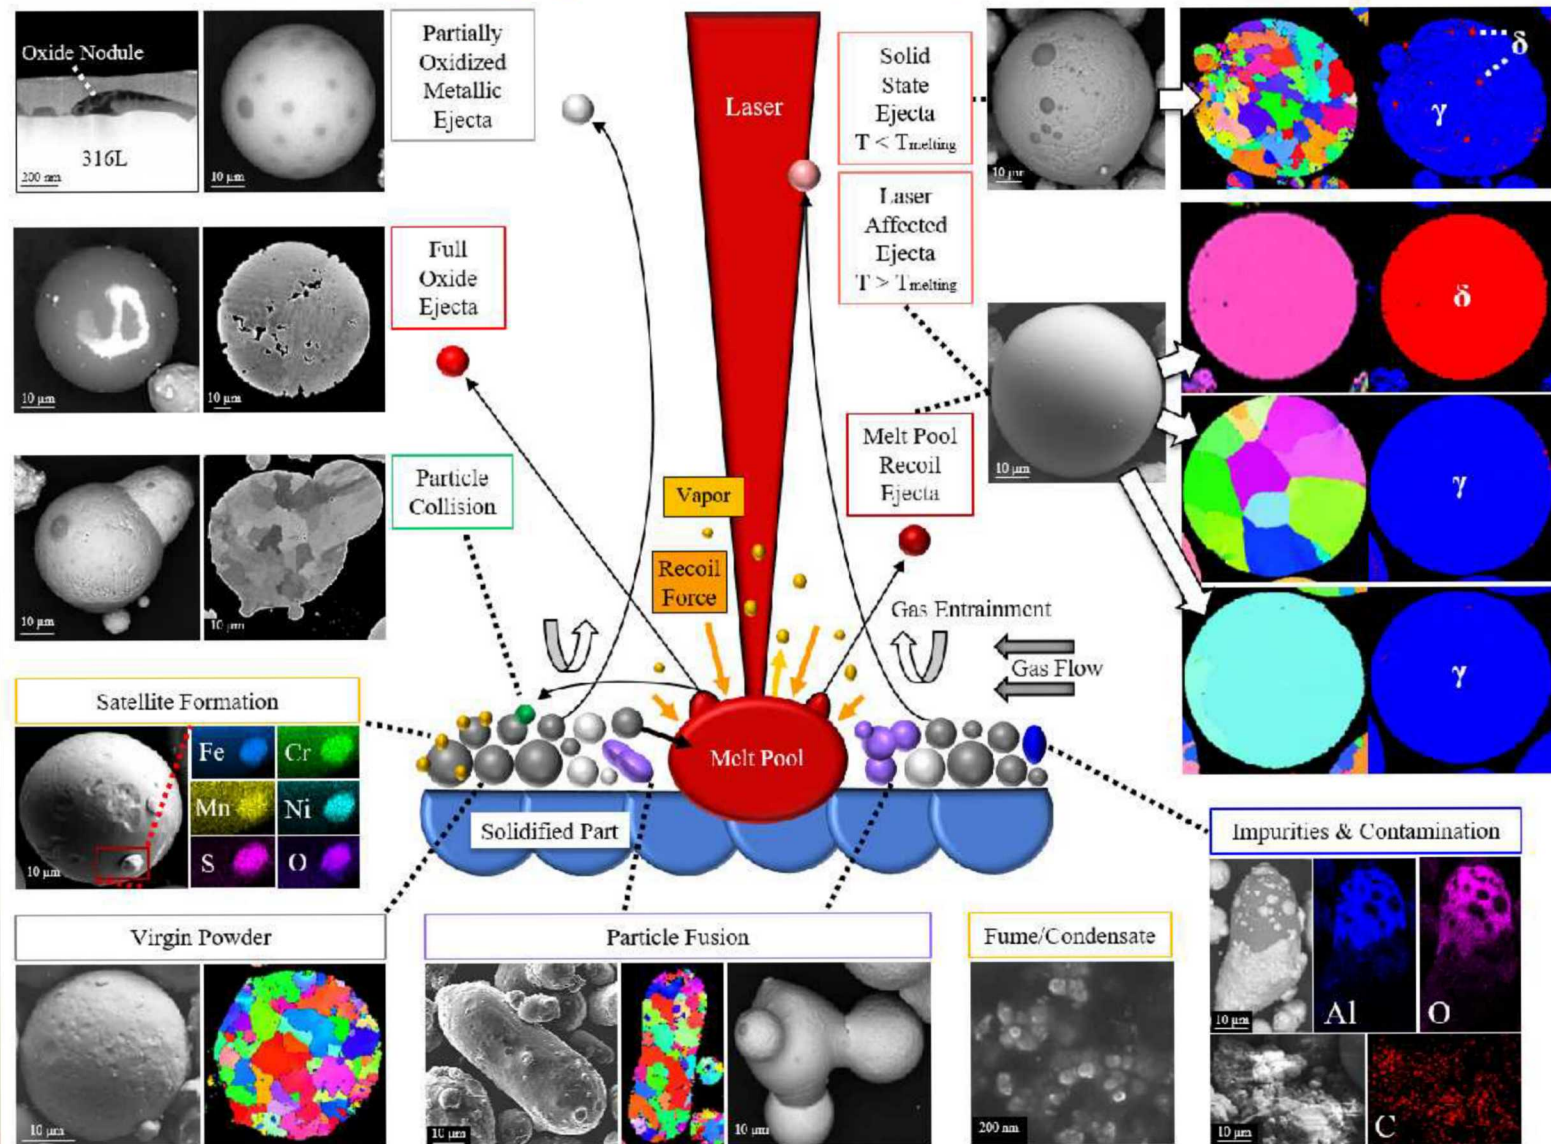 Oxide Nodule
316L
200 nm
10 µm
Partially
Oxidized
Metallic
Ejecta
Laser
Solid
State
Ejecta
T < Tmelting
10 µm
δ
γ
Full
Oxide
Ejecta
10 µm
10 µm
Laser
Affected
Ejecta
T > Tmelting
10 µm
δ
Particle
Collision
10 µm
10 µm
Vapor
Recoil
Force
Melt Pool
Recoil
Ejecta
γ
Gas Entrainment
Gas Flow
γ
Satellite Formation
Fe
Cr
Mn
Ni
S
O
10 µm
Melt Pool
Solidified Part
Impurities & Contamination
10 µm
Al
O
10 µm
C
Virgin Powder
10 µm
Particle Fusion
10 µm
10 µm
Fume/Condensate
200 nm